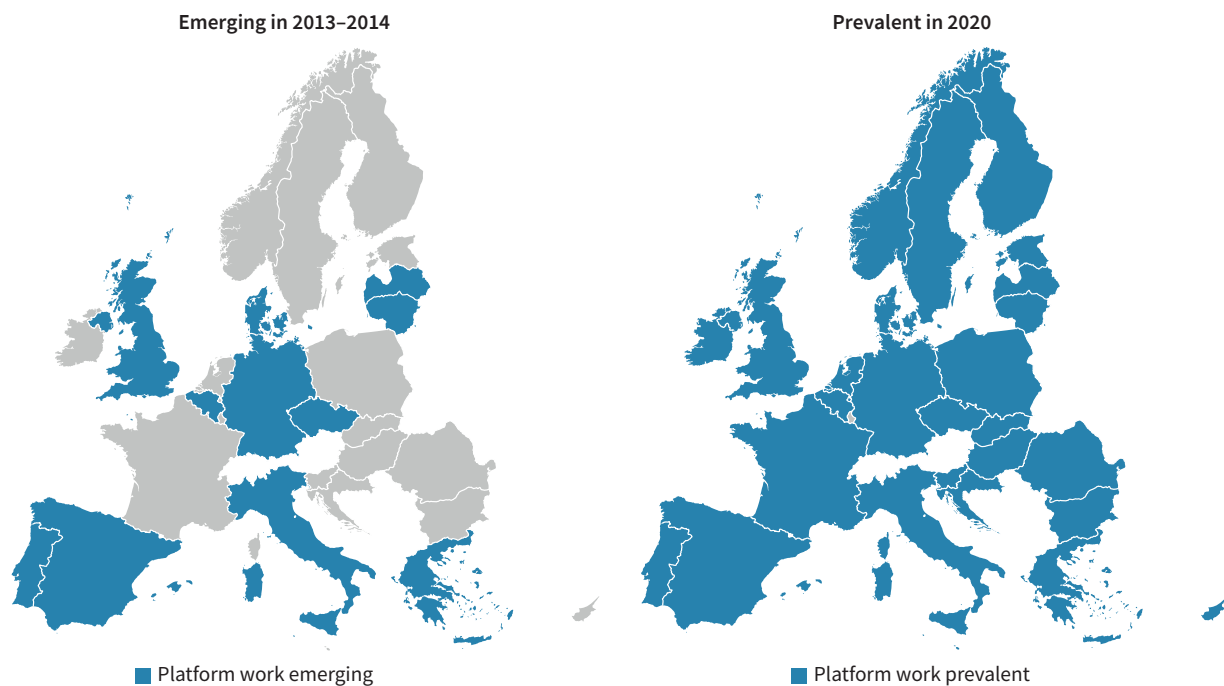 Emerging in 2013–2014
Prevalent in 2020
Platform work emerging
Platform work prevalent